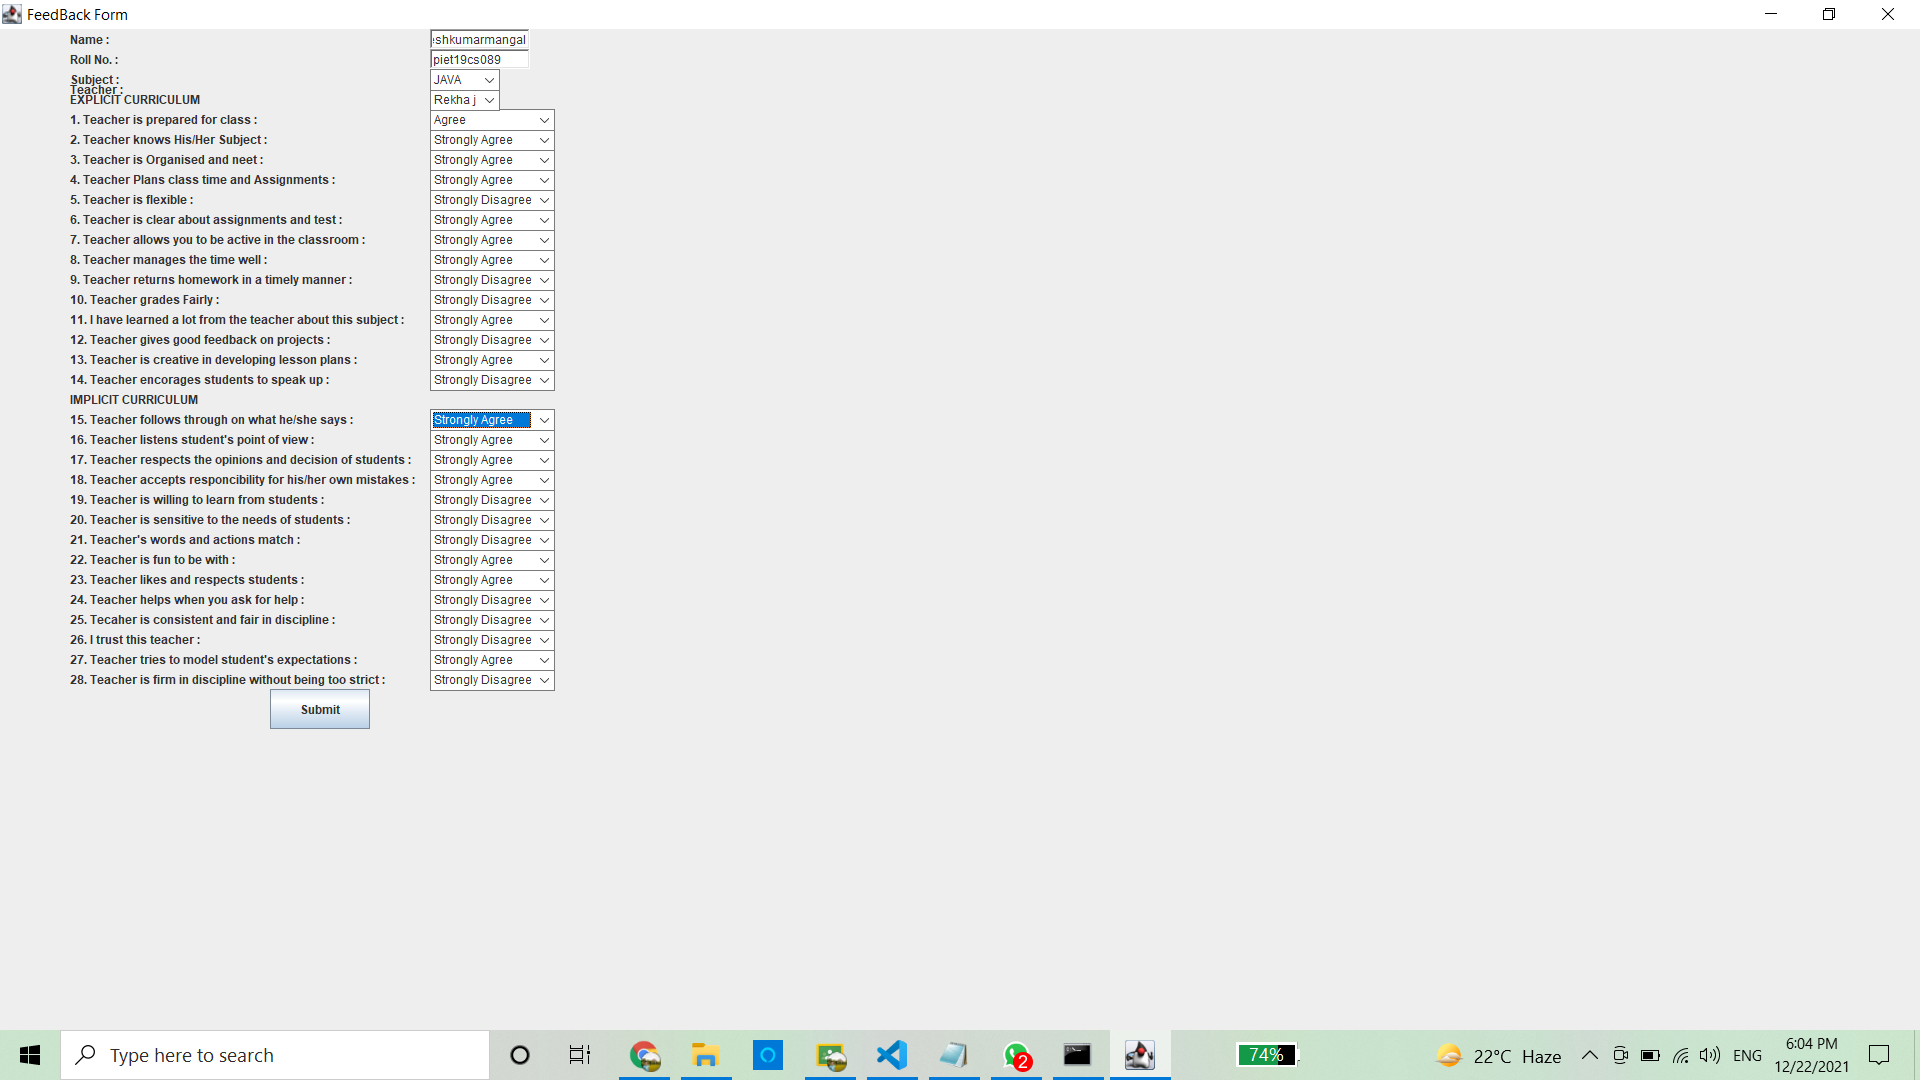 FeedBack Form
Name : shkumarmangal
Roll No. : piet19cs089
Subject : JAVA
Teacher : Rekha j
EXPLICIT CURRICULUM
1. Teacher is prepared for class : Agree
2. Teacher knows His/Her Subject : Strongly Agree
3. Teacher is Organised and neet : Strongly Agree
4. Teacher Plans class time and Assignments : Strongly Agree
5. Teacher is flexible : Strongly Disagree
6. Teacher is clear about assignments and test : Strongly Agree
7. Teacher allows you to be active in the classroom : Strongly Agree
8. Teacher manages the time well : Strongly Agree
9. Teacher returns homework in a timely manner : Strongly Disagree
10. Teacher grades Fairly : Strongly Disagree
11. I have learned a lot from the teacher about this subject : Strongly Agree
12. Teacher gives good feedback on projects : Strongly Disagree
13. Teacher is creative in developing lesson plans : Strongly Agree
14. Teacher encorages students to speak up : Strongly Disagree
IMPLICIT CURRICULUM
15. Teacher follows through on what he/she says : Strongly Agree
16. Teacher listens student's point of view : Strongly Agree
17. Teacher respects the opinions and decision of students : Strongly Agree
18. Teacher accepts responcibility for his/her own mistakes : Strongly Agree
19. Teacher is willing to learn from students : Strongly Disagree
20. Teacher is sensitive to the needs of students : Strongly Disagree
21. Teacher's words and actions match : Strongly Disagree
22. Teacher is fun to be with : Strongly Agree
23. Teacher likes and respects students : Strongly Agree
24. Teacher helps when you ask for help : Strongly Disagree
25. Tecaher is consistent and fair in discipline : Strongly Disagree
26. I trust this teacher : Strongly Disagree
27. Teacher tries to model student's expectations : Strongly Agree
28. Teacher is firm in discipline without being too strict : Strongly Disagree
Submit
Type here to search
2
74%
22°C Haze
ENG
6:04 PM
12/22/2021